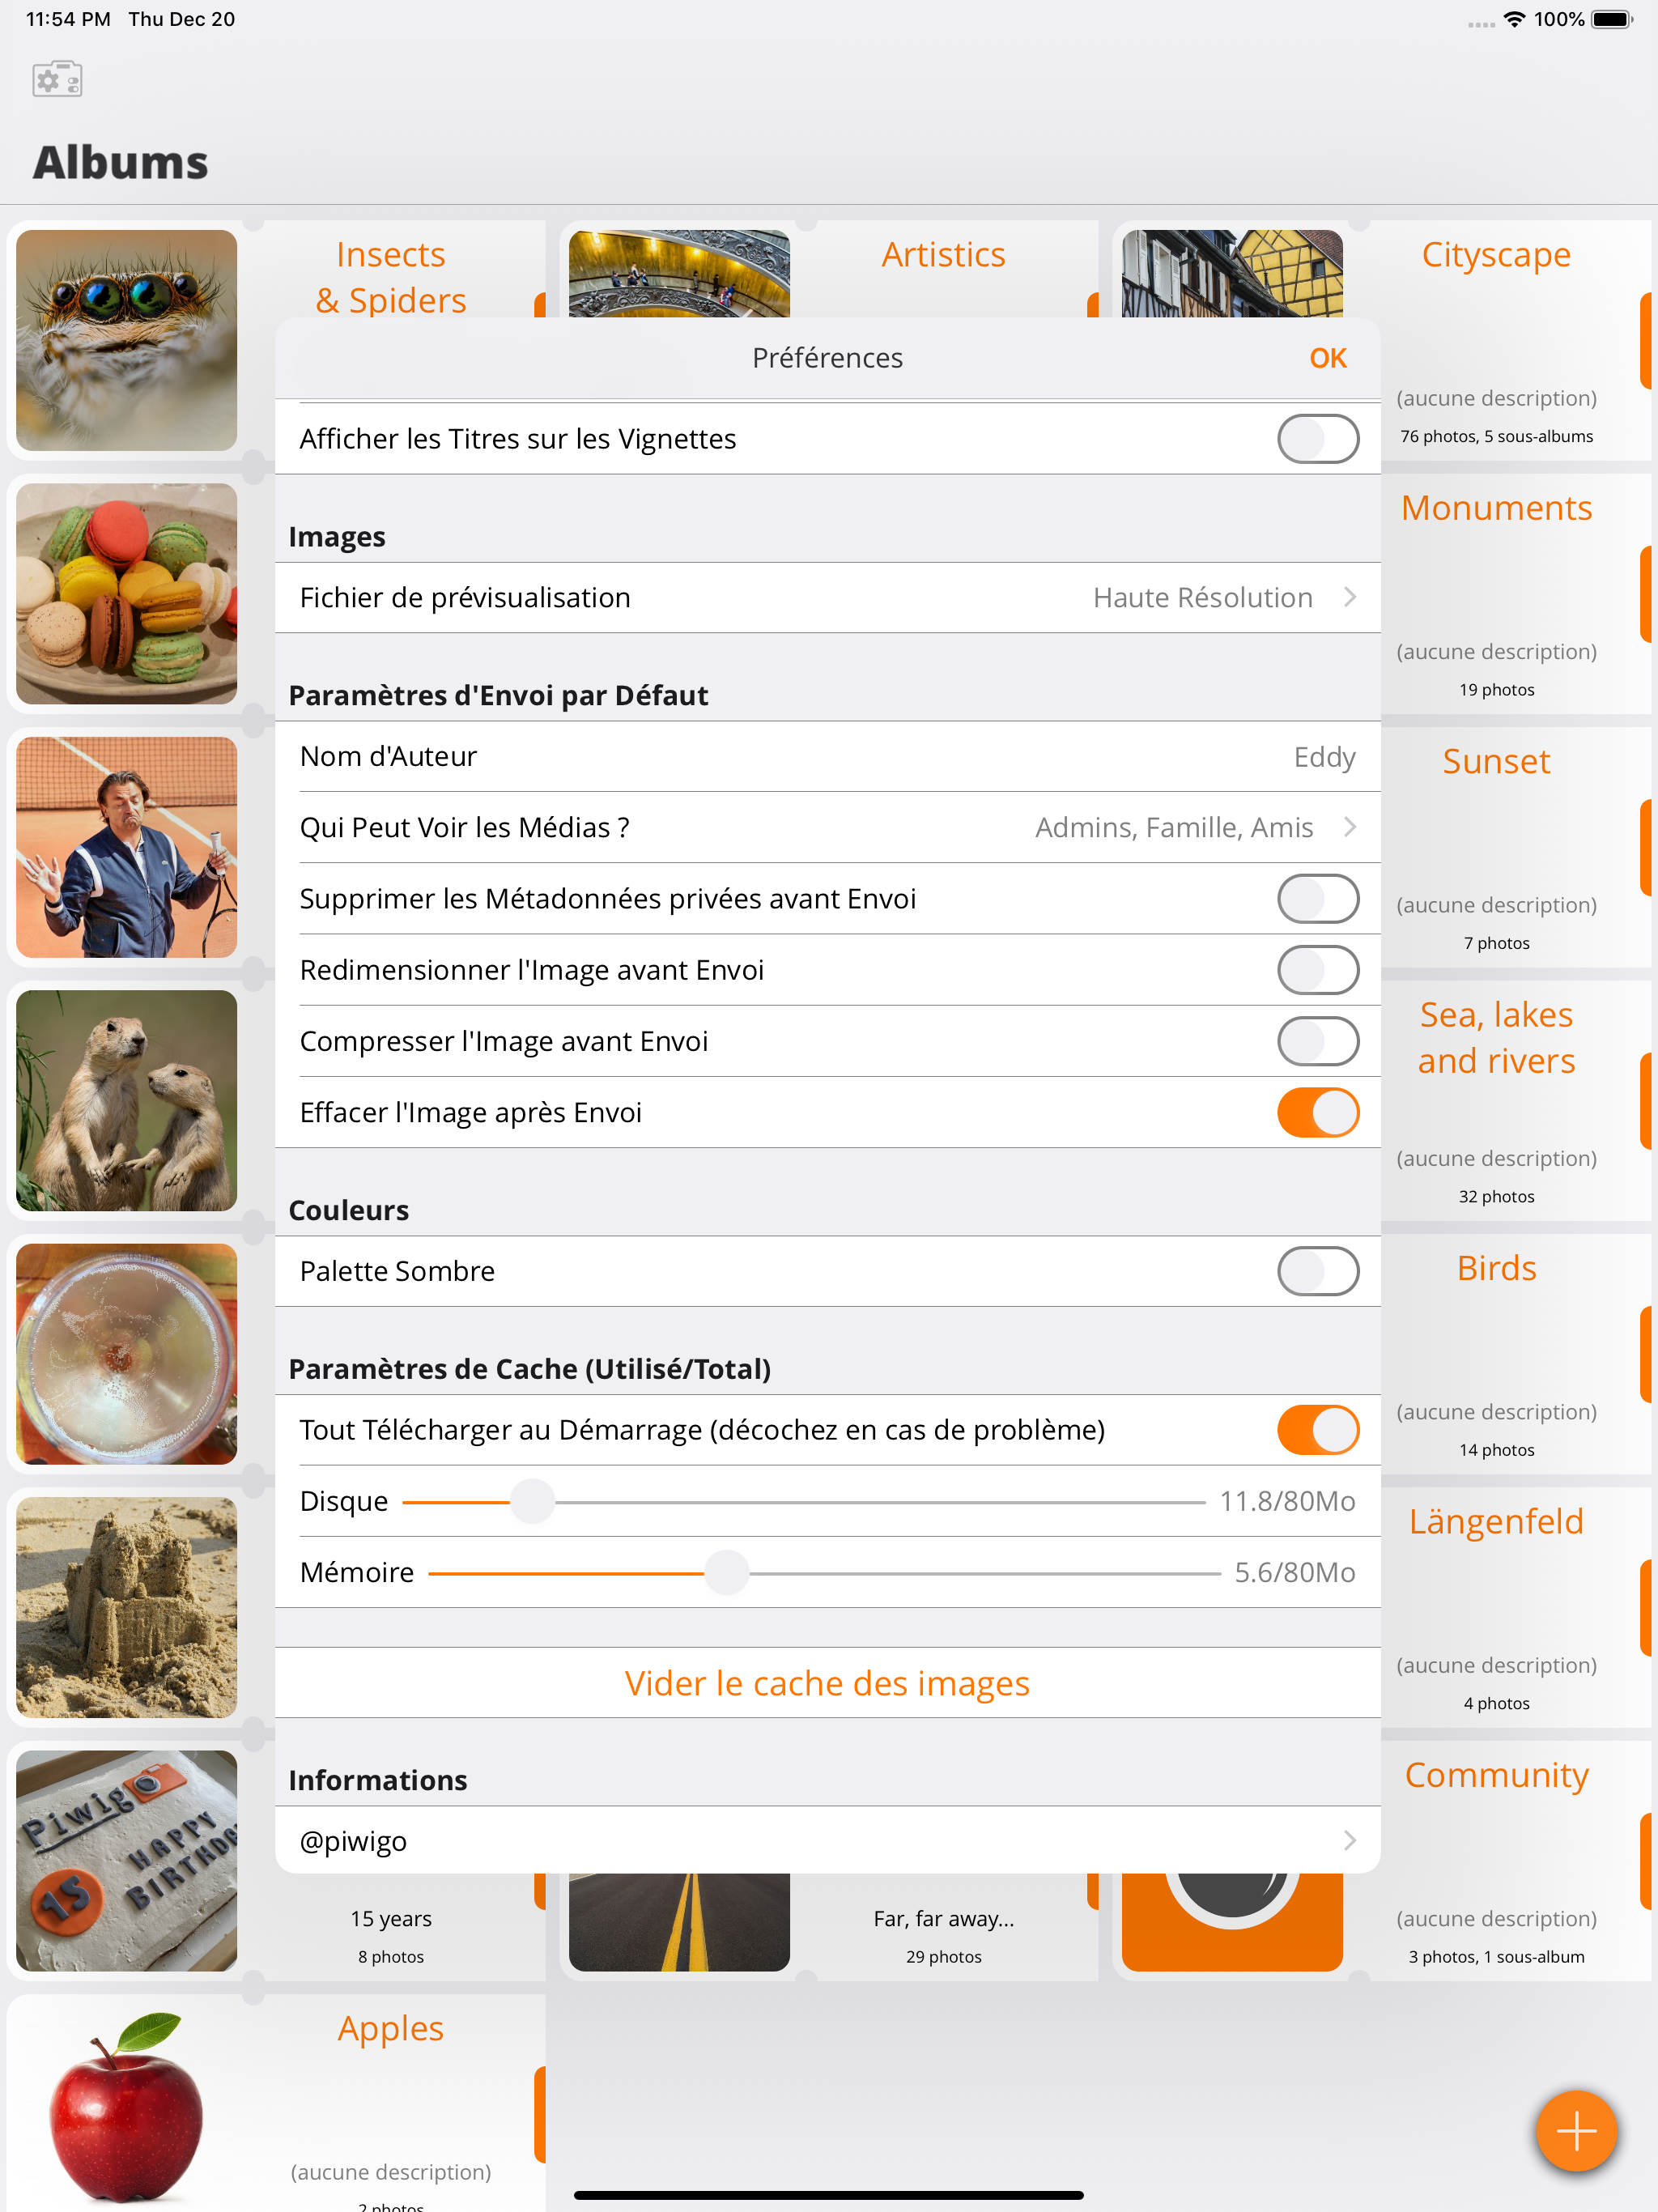 11:54 PM Thu Dec 20
100%
Albums
Insects
& Spiders
Artistics
Cityscape
(aucune description)
76 photos, 5 sous-albums
Préférences
OK
Afficher les Titres sur les Vignettes
Images
Fichier de prévisualisation
Haute Résolution
Monuments
(aucune description)
19 photos
Paramètres d'Envoi par Défaut
Nom d'Auteur
Eddy
Qui Peut Voir les Médias ?
Admins, Famille, Amis
Supprimer les Métadonnées privées avant Envoi
Redimensionner l'Image avant Envoi
Compresser l'Image avant Envoi
Effacer l'Image après Envoi
Sunset
(aucune description)
7 photos
Sea, lakes
and rivers
(aucune description)
32 photos
Couleurs
Palette Sombre
Birds
(aucune description)
14 photos
Paramètres de Cache (Utilisé/Total)
Tout Télécharger au Démarrage (décochez en cas de problème)
Disque
11.8/80Mo
Mémoire
5.6/80Mo
Vider le cache des images
Längenfeld
(aucune description)
4 photos
Informations
@piwigo
Community
(aucune description)
3 photos, 1 sous-album
Piwig
HAPPY
15
15 years
8 photos
Far, far away...
29 photos
Apples
(aucune description)
2 photos